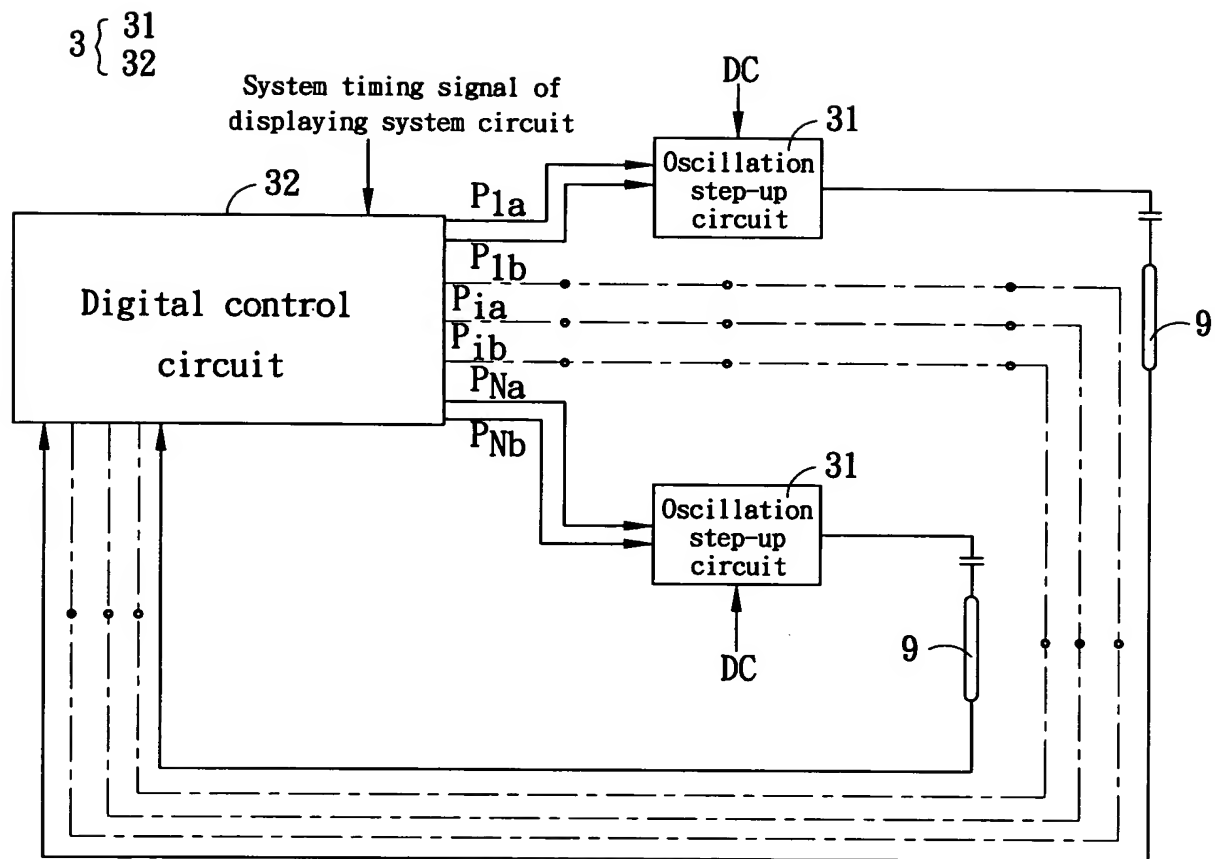 3 { 31
32
System timing signal of
displaying system circuit
DC
31
Oscillation
step-up
circuit
32
P1a
P1b
Pia
Pib
PNa
PNb
Digital control
circuit
9
31
Oscillation
step-up
circuit
9
DC